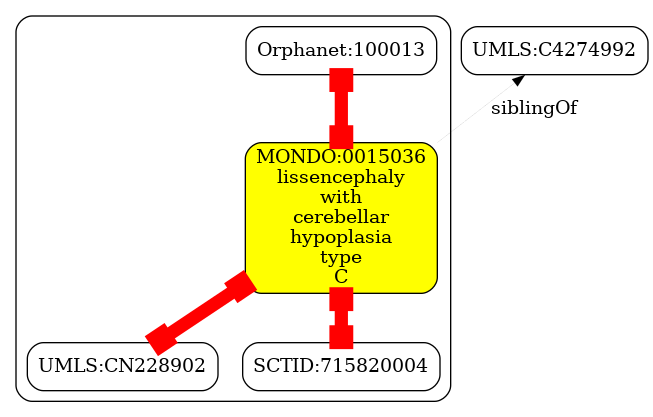 Orphanet:100013
UMLS:C4274992
siblingOf
MONDO:0015036
lissencephaly
with
cerebellar
hypoplasia
type
C
UMLS:CN228902
SCTID:715820004